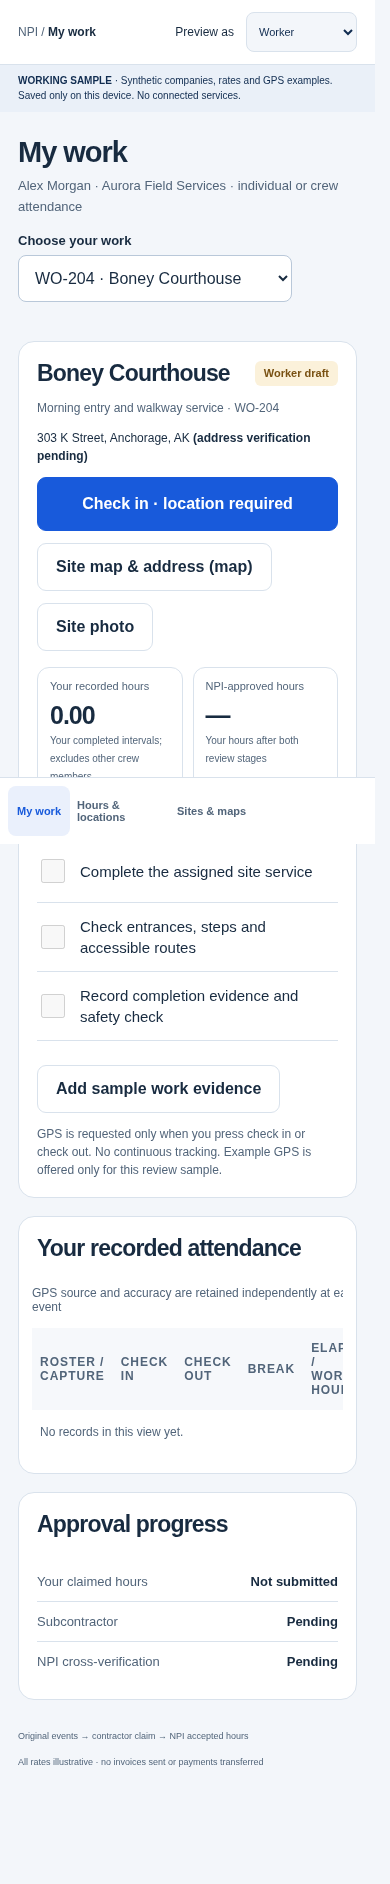 NPI / My work
Preview as
Worker
WORKING SAMPLE · Synthetic companies, rates and GPS examples.
Saved only on this device. No connected services.
My work
Alex Morgan · Aurora Field Services · individual or crew
attendance
Choose your work
WO-204 · Boney Courthouse
Boney Courthouse
Worker draft
Morning entry and walkway service · WO-204
303 K Street, Anchorage, AK (address verification
pending)
Check in · location required
Site map & address (map)
Site photo
Your recorded hours
0.00
Your completed intervals;
excludes other crew
members
NPI-approved hours
—
Your hours after both
review stages
My work
Hours &
locations
Sites & maps
Complete the assigned site service
Check entrances, steps and
accessible routes
Record completion evidence and
safety check
Add sample work evidence
GPS is requested only when you press check in or
check out. No continuous tracking. Example GPS is
offered only for this review sample.
Your recorded attendance
GPS source and accuracy are retained independently at
event
ROSTER /
CAPTURE
CHECK
IN
CHECK
OUT
BREAK
/
No records in this view yet.
Approval progress
Your claimed hours
Not submitted
Subcontractor
Pending
NPI cross-verification
Pending
Original events → contractor claim → NPI accepted hours
All rates illustrative · no invoices sent or payments transferred